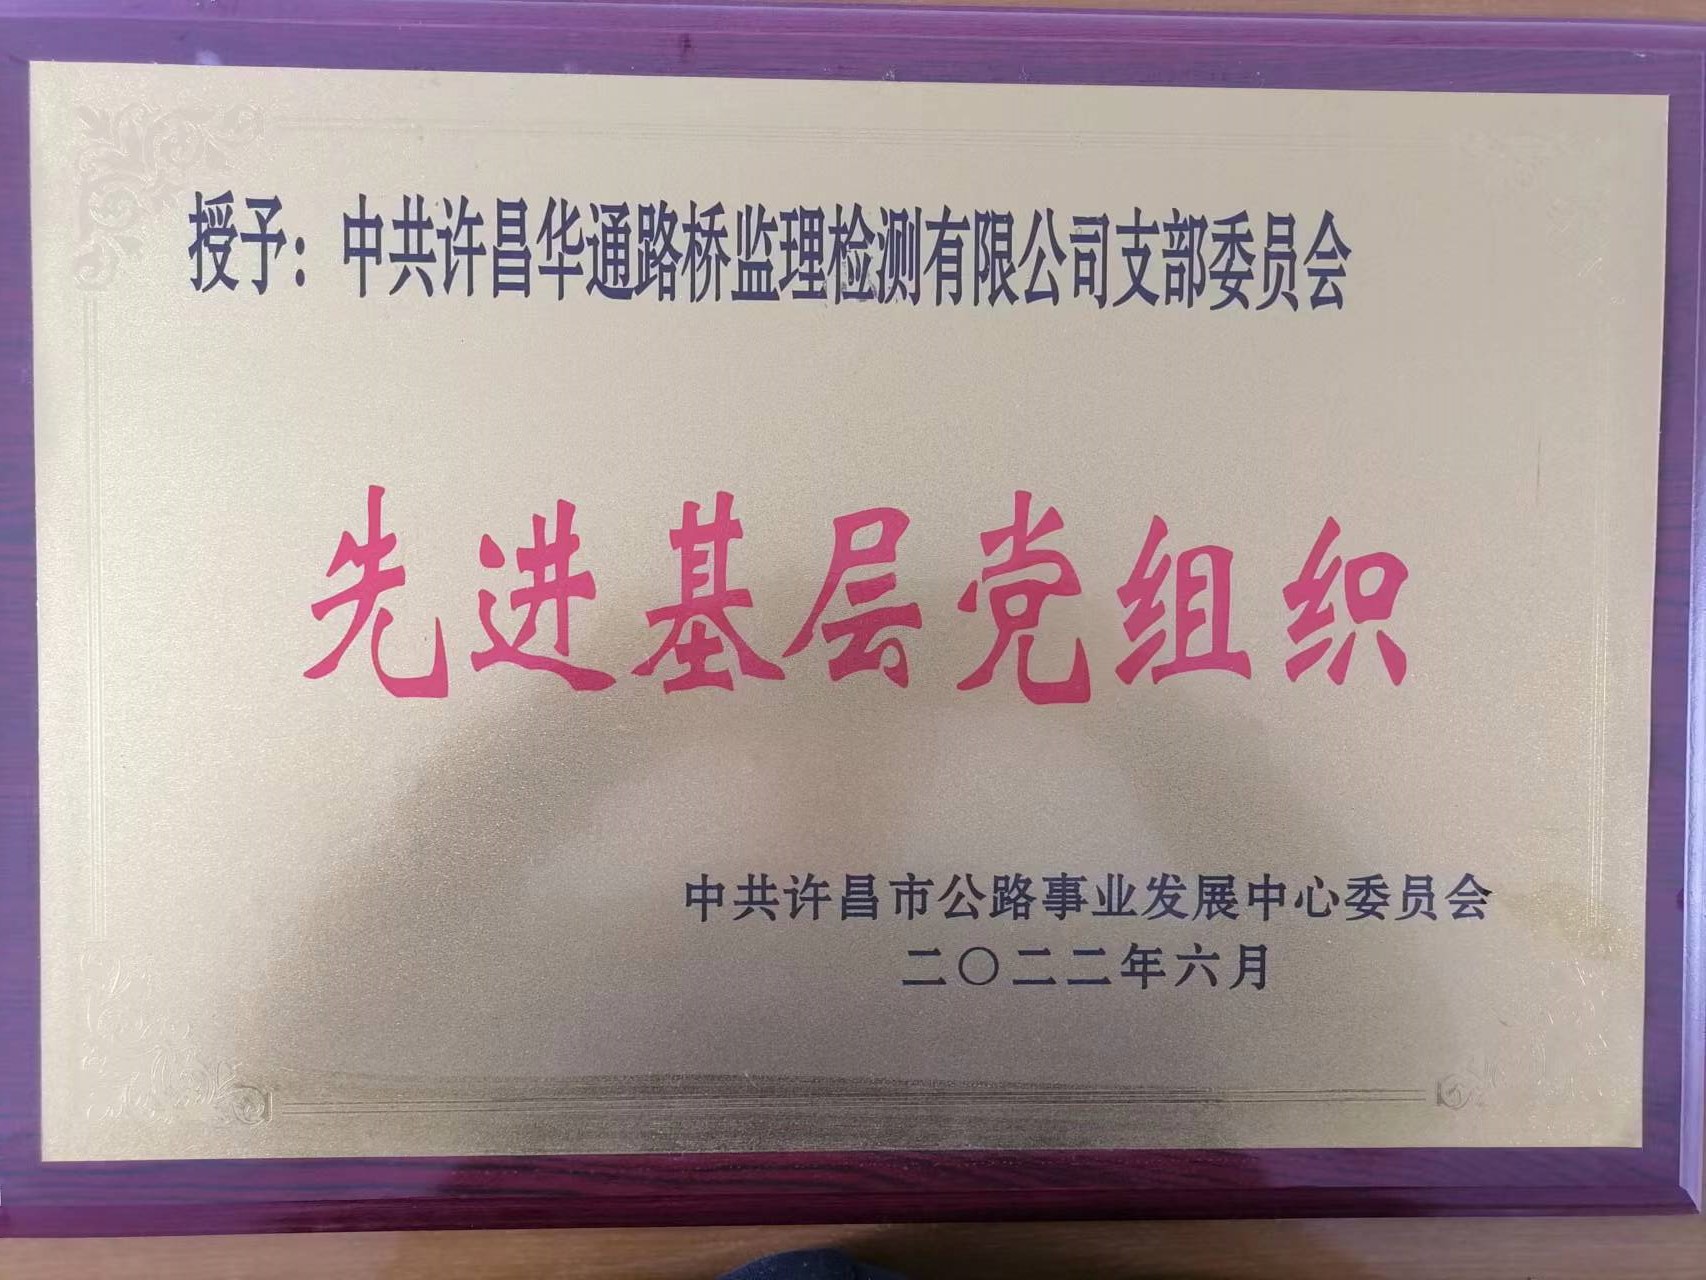 授予：中共许昌华通路桥监理检测有限公司支部委员会
先进基层党组织
中共许昌市公路事业发展中心委员会
二〇二二年六月